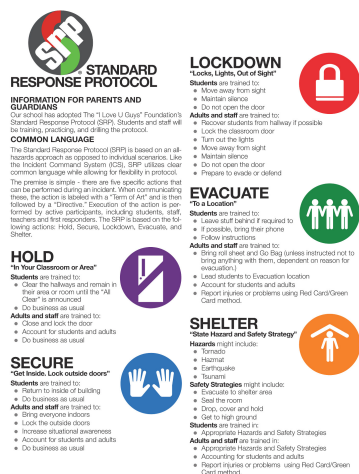 srp
®
STANDARD
RESPONSE PROTOCOL
INFORMATION FOR PARENTS AND
GUARDIANS
Our school has adopted The "I Love U Guys" Foundation's
Standard Response Protocol (SRP). Students and staff will
be training, practicing, and drilling the protocol.
COMMON LANGUAGE
The Standard Response Protocol (SRP) is based on an all-
hazards approach as opposed to individual scenarios. Like
the Incident Command System (ICS), SRP utilizes clear
common language while allowing for flexibility in protocol.
The premise is simple - there are five specific actions that
can be performed during an incident. When communicating
these, the action is labeled with a "Term of Art" and is then
followed by a "Directive." Execution of the action is per-
formed by active participants, including students, staff,
teachers and first responders. The SRP is based on the fol-
lowing actions: Hold, Secure, Lockdown, Evacuate, and
Shelter.
HOLD
"In Your Classroom or Area"
Students are trained to:
● Clear the hallways and remain in
their area or room until the "All
Clear" is announced
● Do business as usual
Adults and staff are trained to:
● Close and lock the door
● Account for students and adults
● Do business as usual
SECURE
"Get Inside. Lock outside doors"
Students are trained to:
● Return to inside of building
● Do business as usual
Adults and staff are trained to:
● Bring everyone indoors
● Lock the outside doors
● Increase situational awareness
● Account for students and adults
● Do business as usual
LOCKDOWN
"Locks, Lights, Out of Sight"
Students are trained to:
● Move away from sight
● Maintain silence
● Do not open the door
Adults and staff are trained to:
● Recover students from hallway if possible
● Lock the classroom door
● Turn out the lights
● Move away from sight
● Maintain silence
● Do not open the door
● Prepare to evade or defend
EVACUATE
"To a Location"
Students are trained to:
● Leave stuff behind if required to
● If possible, bring their phone
● Follow instructions
Adults and staff are trained to:
● Bring roll sheet and Go Bag (unless instructed not to
bring anything with them, dependent on reason for
evacuation.)
● Lead students to Evacuation location
● Account for students and adults
● Report injuries or problems using Red Card/Green
Card method.
SHELTER
"State Hazard and Safety Strategy"
Hazards might include:
● Tornado
● Hazmat
● Earthquake
● Tsunami
Safety Strategies might include:
● Evacuate to shelter area
● Seal the room
● Drop, cover and hold
● Get to high ground
Students are trained in:
● Appropriate Hazards and Safety Strategies
Adults and staff are trained in:
● Appropriate Hazards and Safety Strategies
● Accounting for students and adults
● Report injuries or problems using Red Card/Green
Card method.